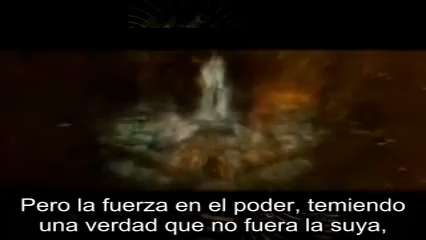 Pero la fuerza en el poder, temiendo
una verdad que no fuera la suya,